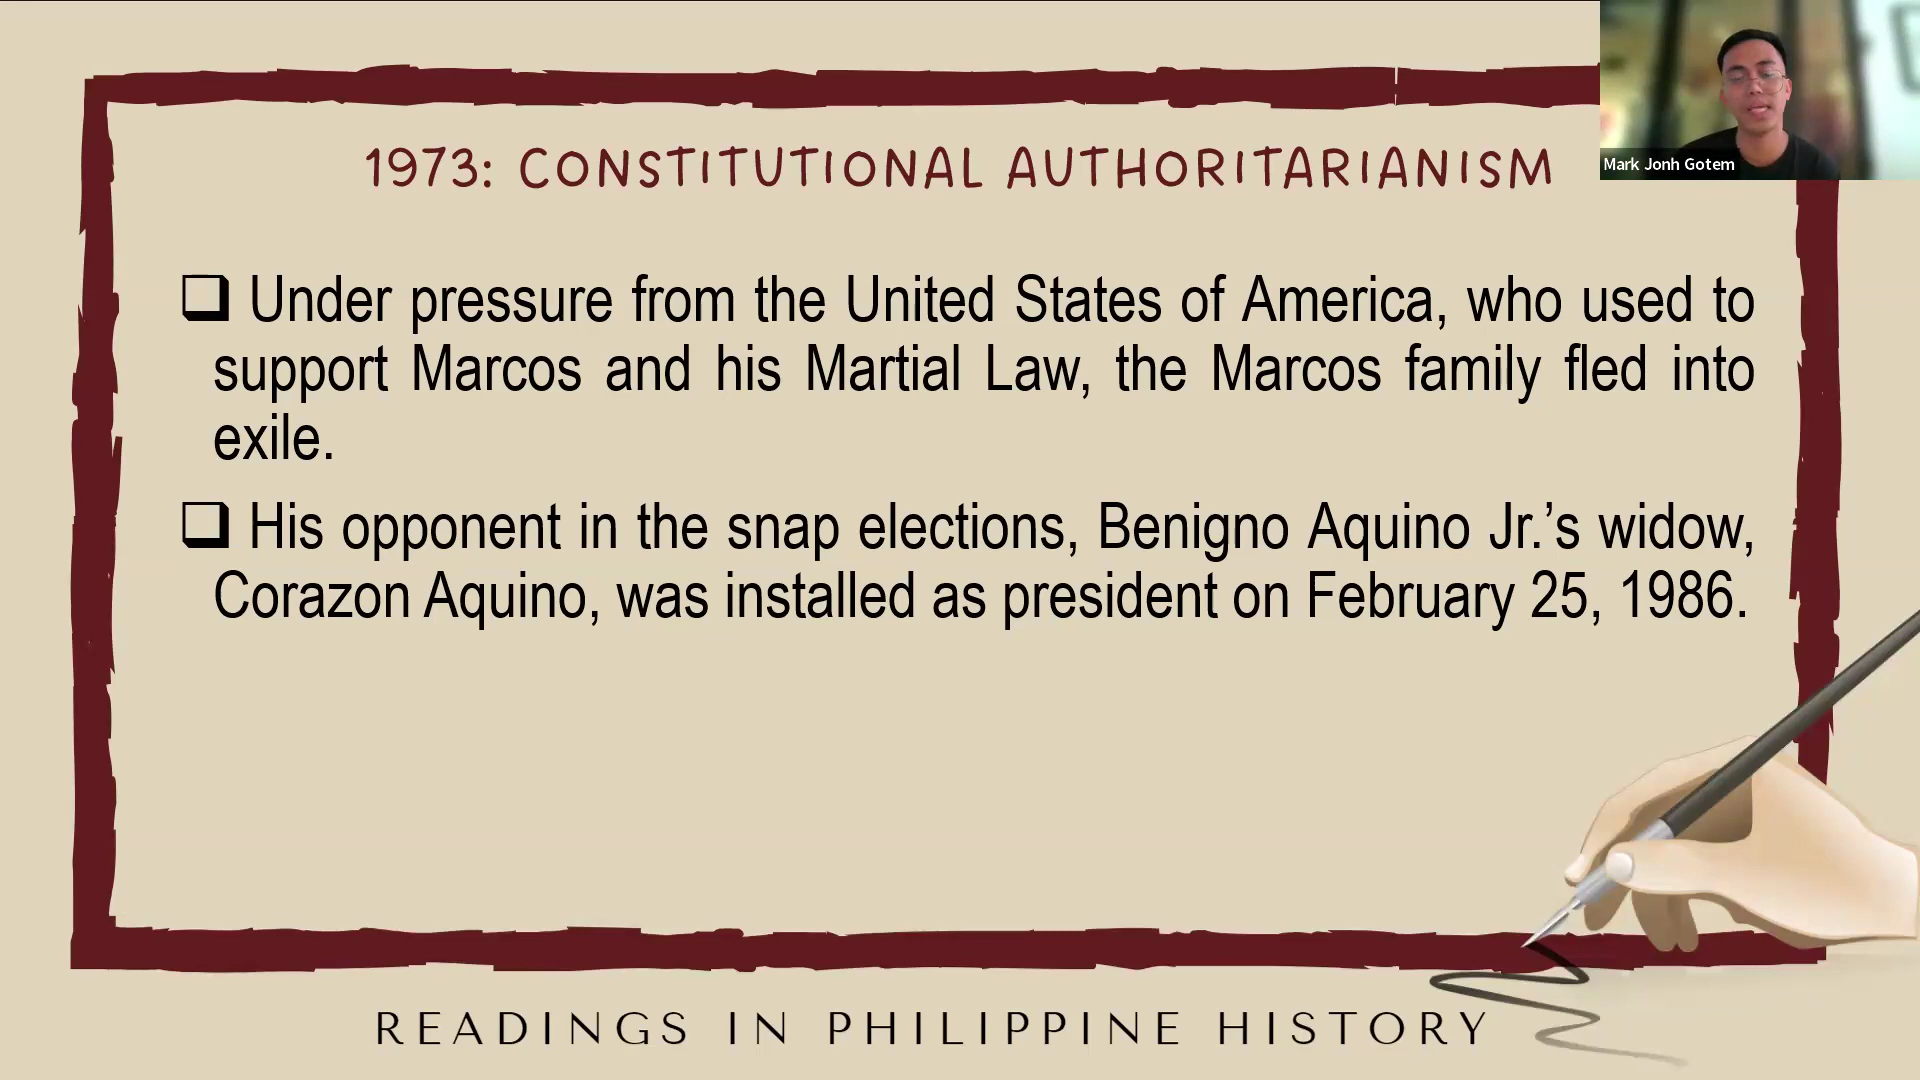 1973: CONSTITUTIONAL AUTHORITARIANISM
Mark Jonh Gotem
Under pressure from the United States of America, who used to
support Marcos and his Martial Law, the Marcos family fled into
exile.
His opponent in the snap elections, Benigno Aquino Jr.’s widow,
Corazon Aquino, was installed as president on February 25, 1986.
READINGS IN PHILIPPINE HISTORY